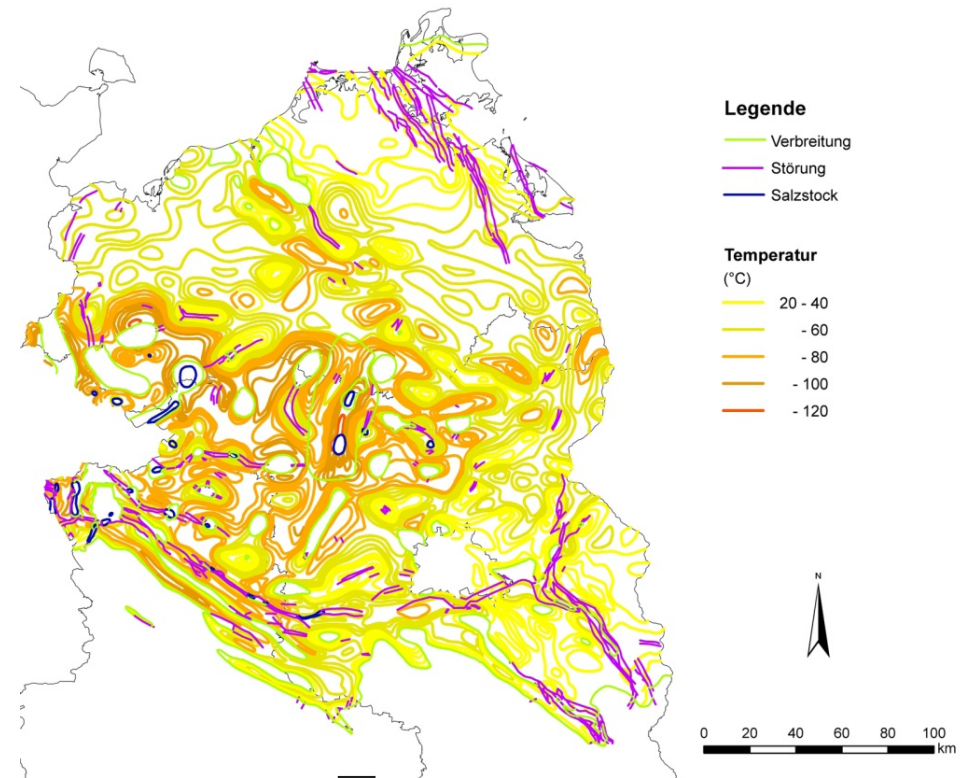 Legende
Verbreitung
Störung
Salzstock
Temperatur
(°C)
20 - 40
- 60
- 80
- 100
- 120
N
0 20 40 60 80 100
km